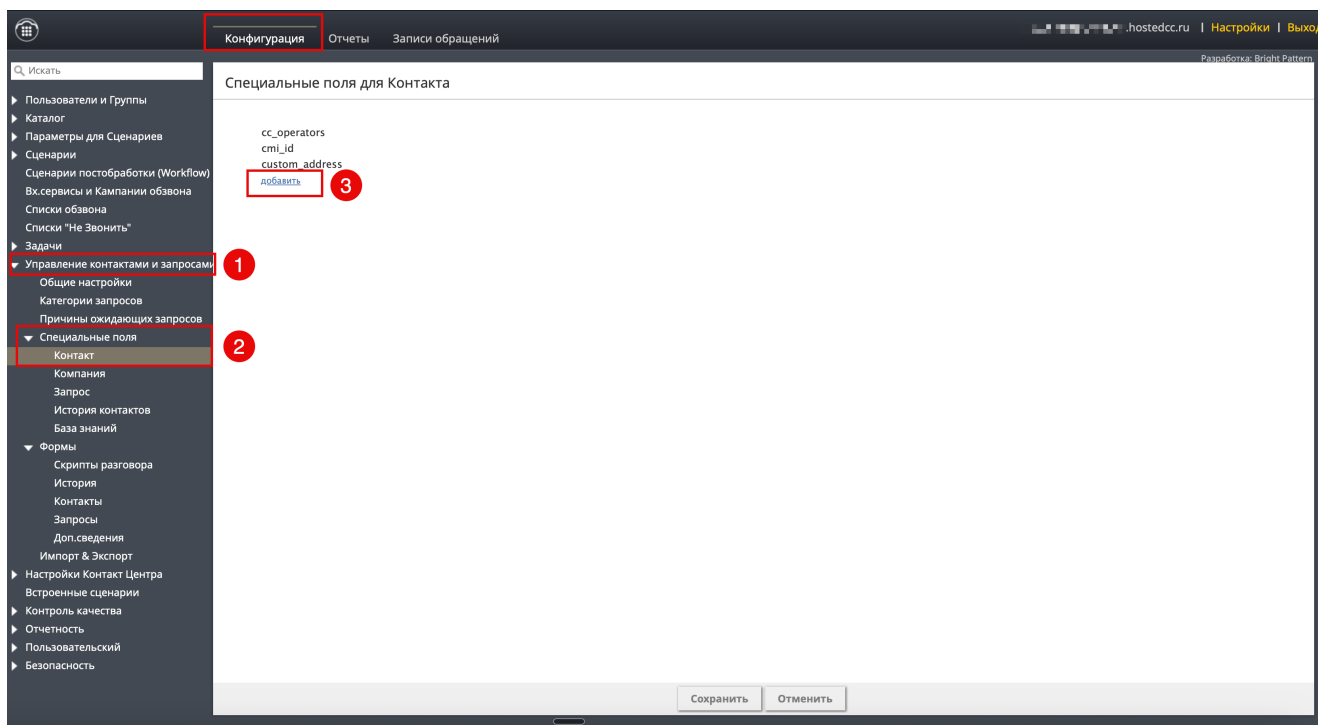 Конфигурация Отчеты Записи обращений
.hostedcc.ru | Настройки | Выход
Разработка: Bright Pattern
Искать
Специальные поля для Контакта
Пользователи и Группы
Каталог
Параметры для Сценариев
Сценарии
Сценарии постобработки (Workflow)
Вх.сервисы и Кампании обзвона
Списки обзвона
Списки "Не Звонить"
Задачи
Управление контактами и запросами
1
Общие настройки
Категории запросов
Причины ожидающих запросов
Специальные поля
2
Контакт
Компания
Запрос
История контактов
База знаний
Формы
Скрипты разговора
История
Контакты
Запросы
Доп.сведения
Импорт & Экспорт
Настройки Контакт Центра
Встроенные сценарии
Контроль качества
Отчетность
Пользовательский
Безопасность
cc_operators
cmi_id
custom_address
добавить
3
Сохранить Отменить